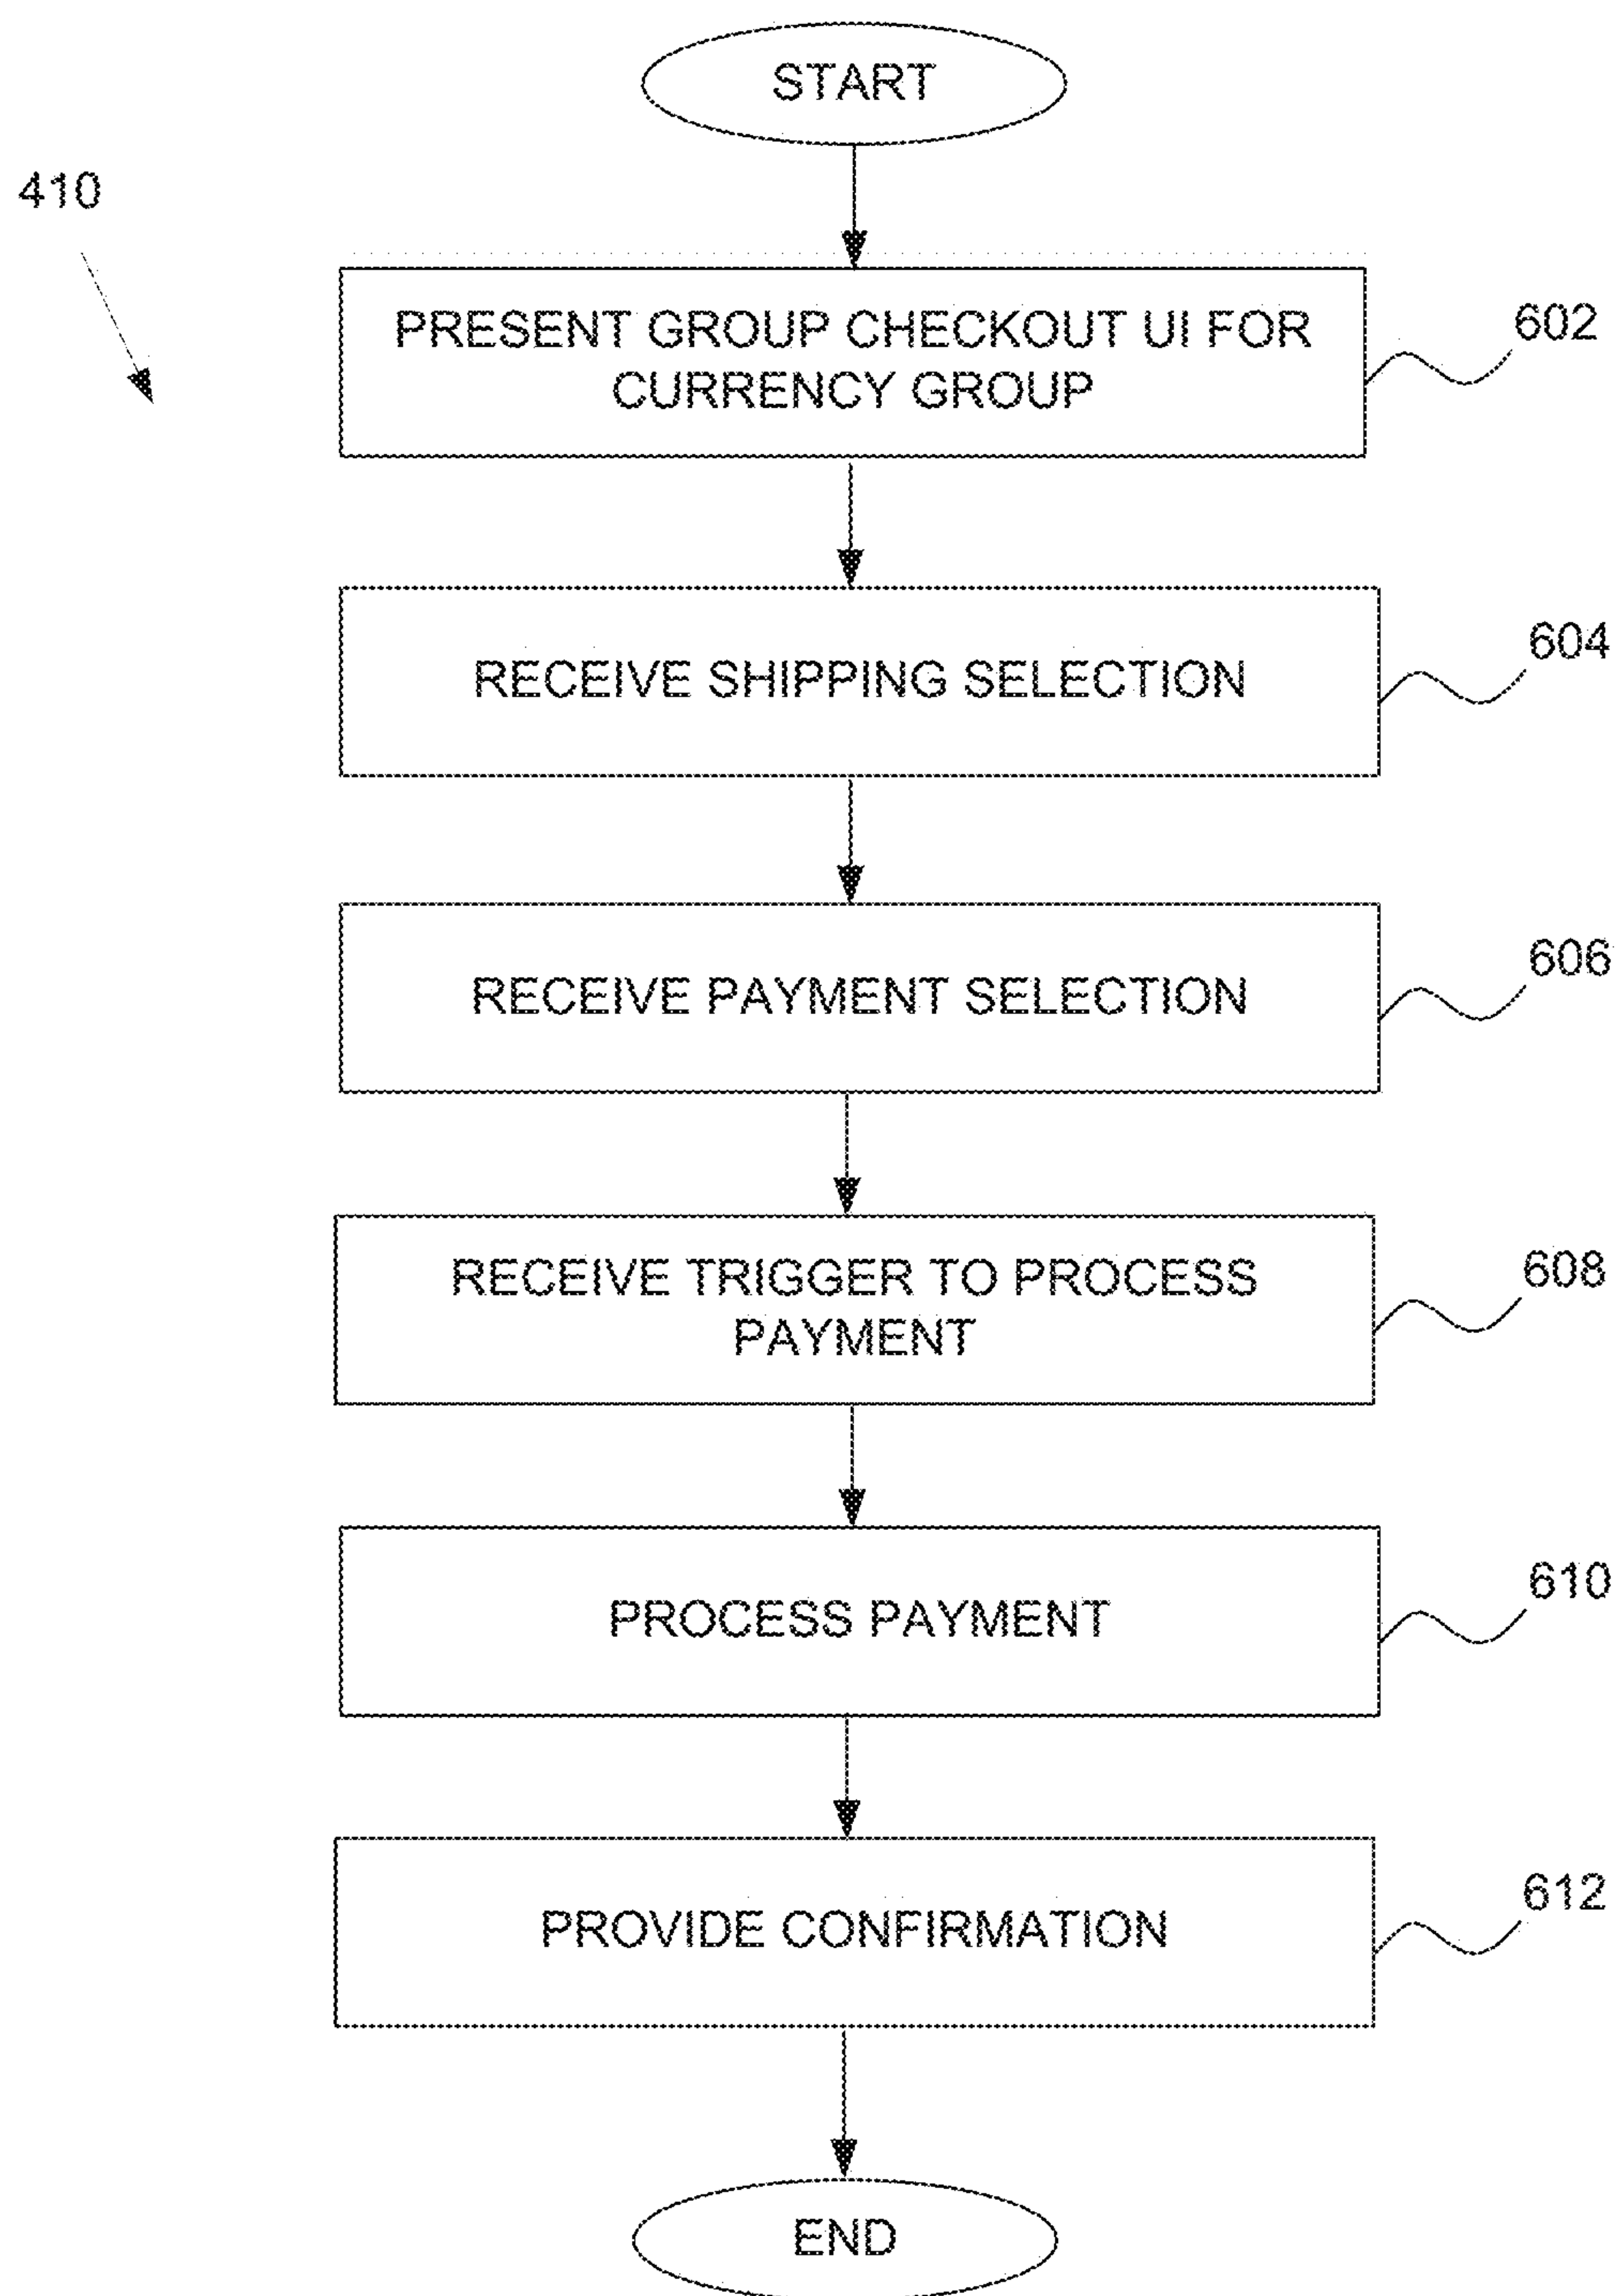 START
410
PRESENT GROUP CHECKOUT UI FOR
CURRENCY GROUP
602
RECEIVE SHIPPING SELECTION
604
RECEIVE PAYMENT SELECTION
606
RECEIVE TRIGGER TO PROCESS
PAYMENT
608
PROCESS PAYMENT
610
PROVIDE CONFIRMATION
612
END